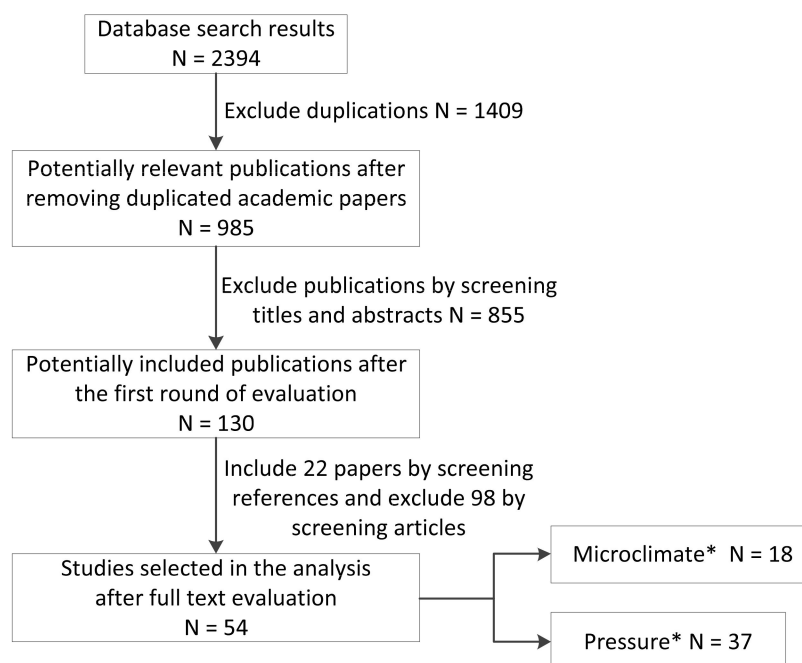 Database search results
N = 2394
Exclude duplications N = 1409
Potentially relevant publications after
removing duplicated academic papers
N = 985
Exclude publications by screening
titles and abstracts N = 855
Potentially included publications after
the first round of evaluation
N = 130
Include 22 papers by screening
references and exclude 98 by
screening articles
Studies selected in the analysis
after full text evaluation
N = 54
Microclimate* N = 18
Pressure* N = 37